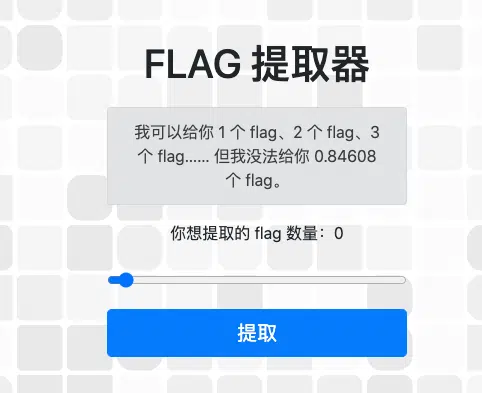 FLAG 提取器
我可以给你 1 个 flag、2 个 flag、3
个 flag…… 但我没法给你 0.84608
个 flag。
你想提取的 flag 数量：0
提取